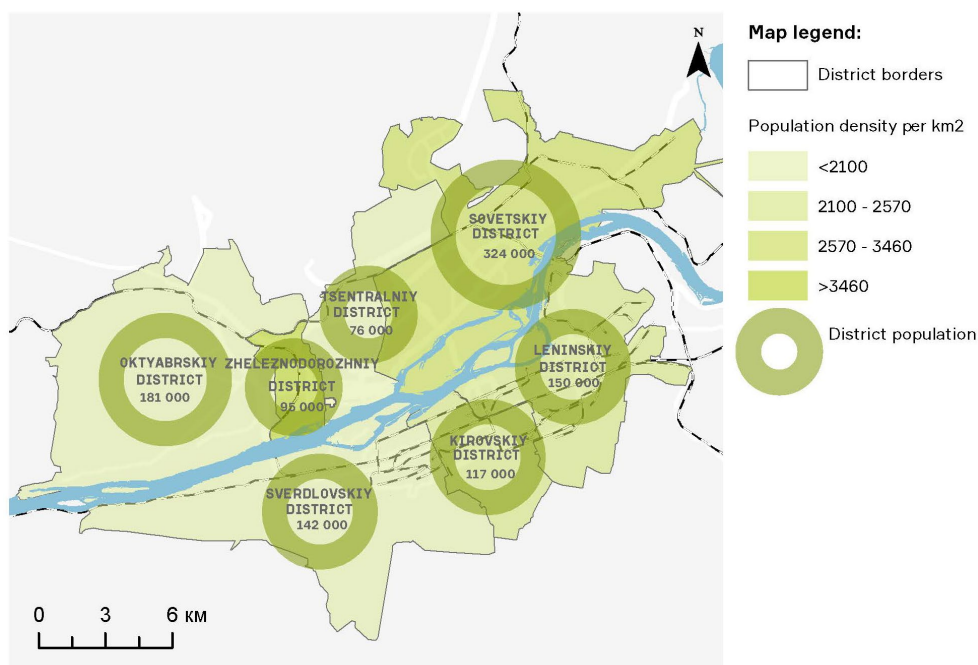 N
SOVETSKIY
DISTRICT
324 000
TSENTRALNIY
DISTRICT
76 000
OKTYABRSKIY
DISTRICT
181 000
ZHELEZNODOROZHNIY
DISTRICT
95 000
LENINSKIY
DISTRICT
150 000
KIROVSKIY
DISTRICT
117 000
SVERDLOVSKIY
DISTRICT
142 000
0 3 6 км
Map legend:
District borders
Population density per km2
<2100
2100 - 2570
2570 - 3460
>3460
District population